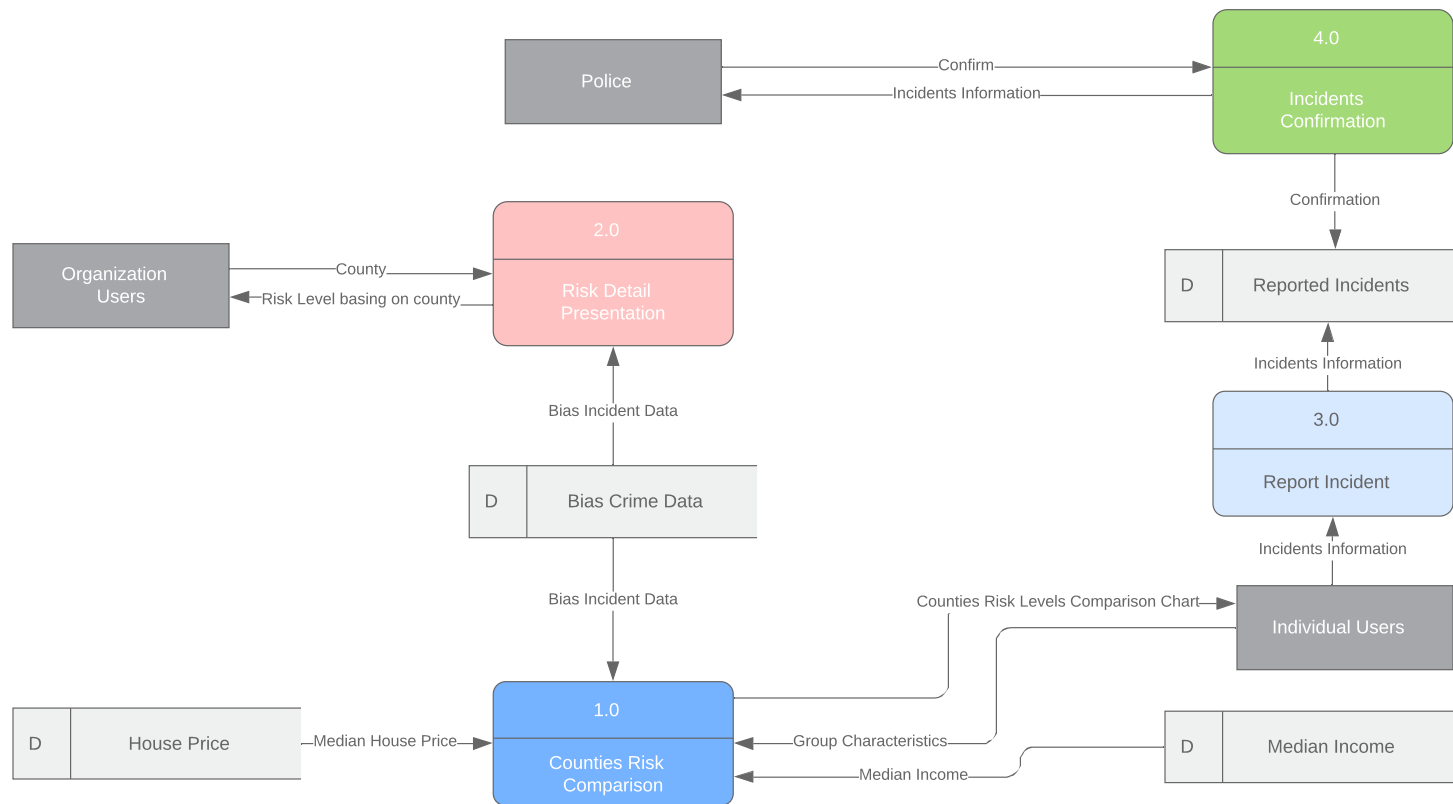 4.0
Police
Confirm
Incidents Information
Incidents
Confirmation
Confirmation
2.0
Organization
Users
County
Risk Level basing on county
Risk Detail
Presentation
D
Reported Incidents
Incidents Information
Bias Incident Data
3.0
Report Incident
D
Bias Crime Data
Incidents Information
Bias Incident Data
Counties Risk Levels Comparison Chart
Individual Users
1.0
D
House Price
Median House Price
Group Characteristics
D
Median Income
Median Income
Counties Risk
Comparison